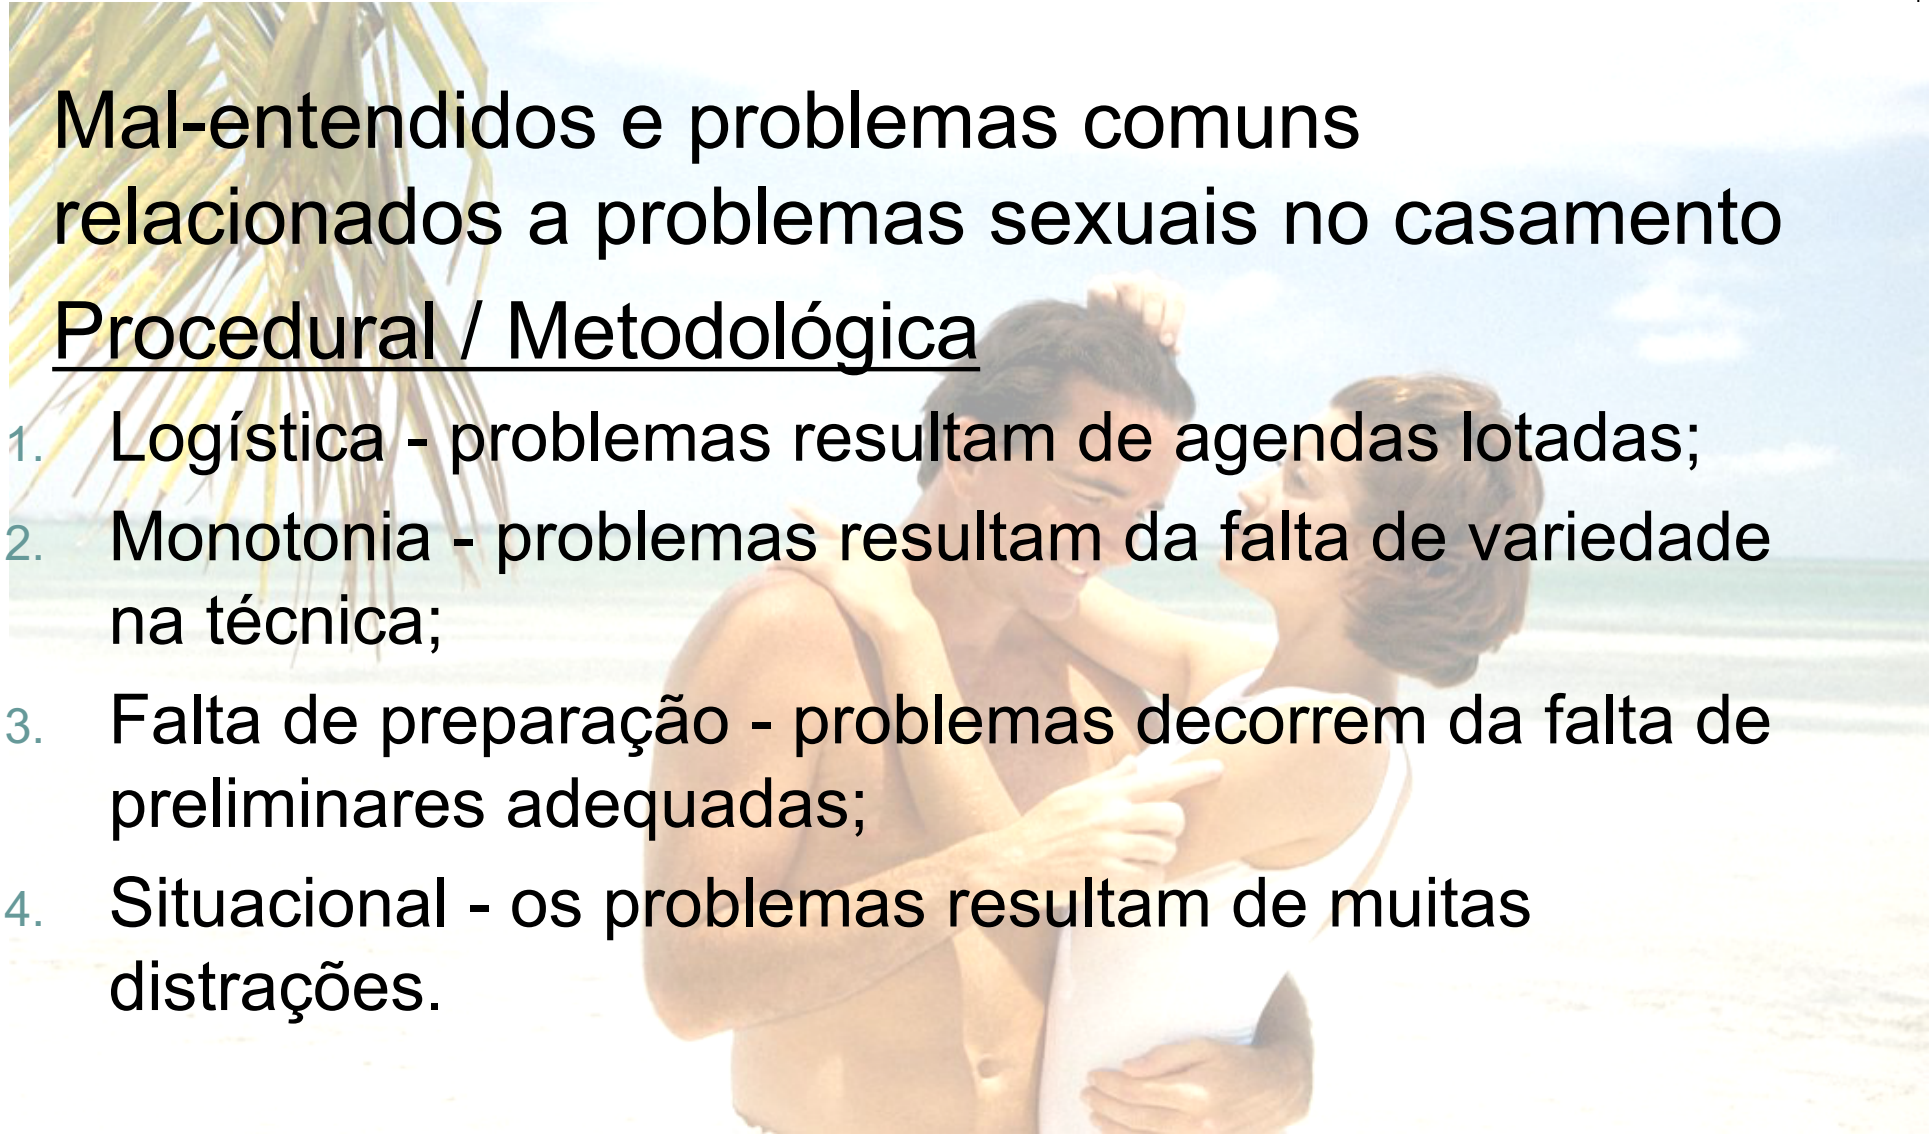 Mal-entendidos e problemas comuns
relacionados a problemas sexuais no casamento
Procedural / Metodológica
1. Logística - problemas resultam de agendas lotadas;
2. Monotonia - problemas resultam da falta de variedade
na técnica;
3. Falta de preparação - problemas decorrem da falta de
preliminares adequadas;
4. Situacional - os problemas resultam de muitas
distrações.